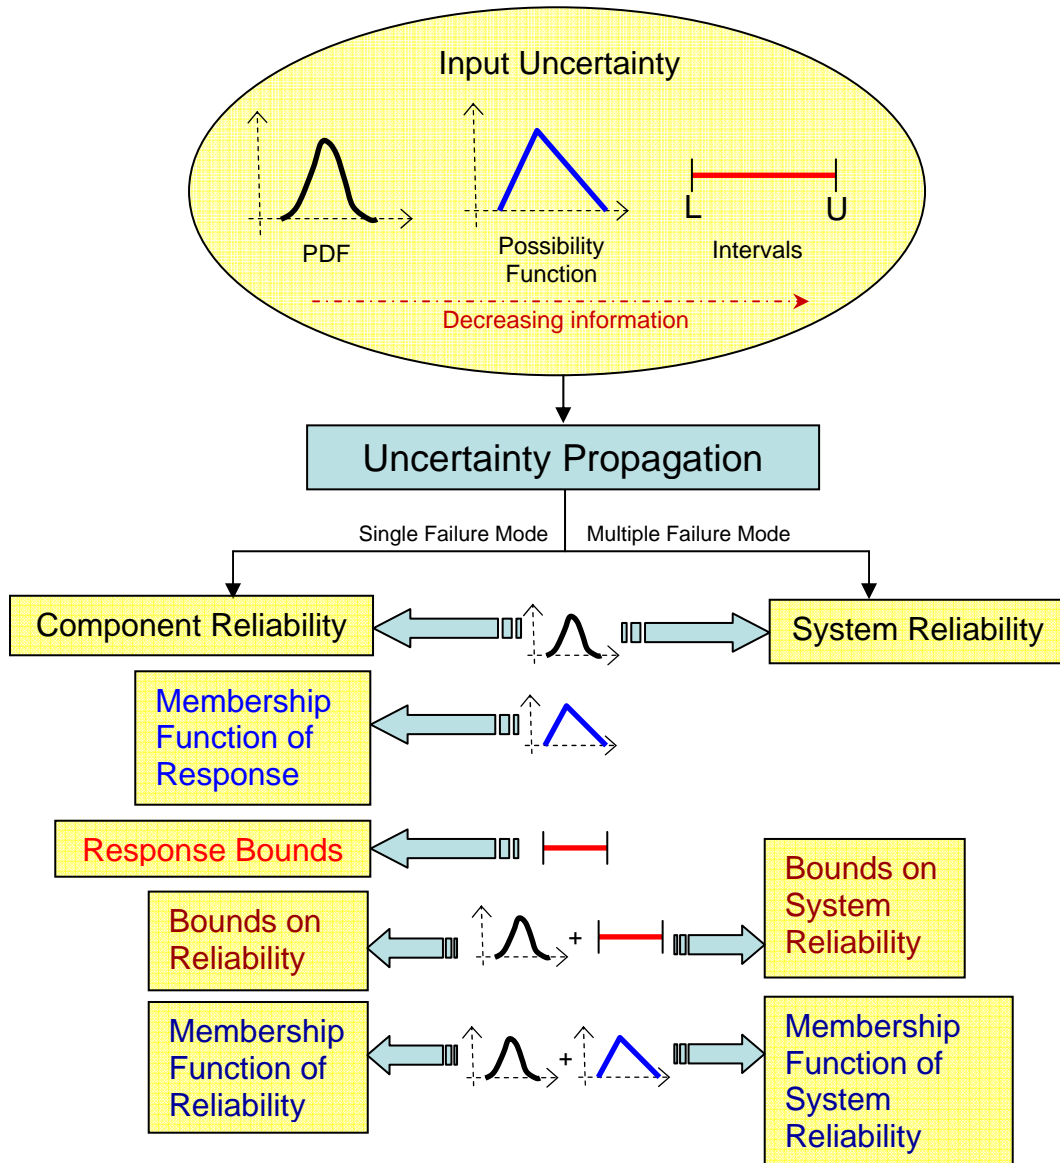 Input Uncertainty
L
U
PDF
Possibility
Function
Intervals
Decreasing information
Uncertainty Propagation
Single Failure Mode
Multiple Failure Mode
Component Reliability
System Reliability
Membership
Function of
Response
Response Bounds
Bounds on
Reliability
+
Bounds on
System
Reliability
Membership
Function of
Reliability
+
Membership
Function of
System
Reliability